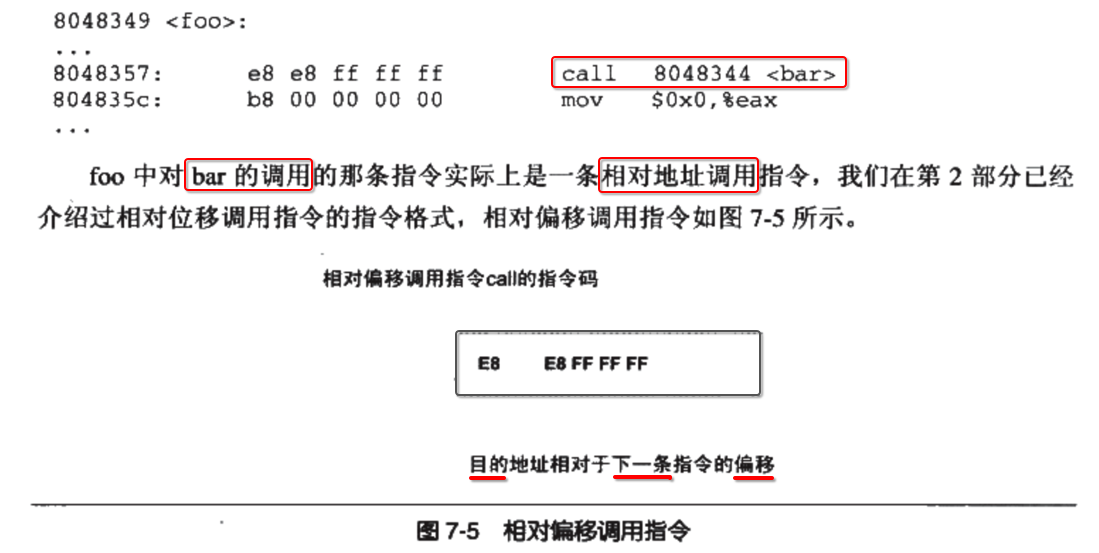 8048349 <foo>:
...
8048357: e8 e8 ff ff ff call 8048344 <bar>
804835c: b8 00 00 00 00 mov $0x0,%eax
...
foo 中对 bar 的调用的那条指令实际上是一条相对地址调用指令，我们在第 2 部分已经
介绍过相对位移调用指令的指令格式，相对偏移调用指令如图 7-5 所示。
相对偏移调用指令call的指令码
E8 E8 FF FF FF
目的地址相对于下一条指令的偏移
图 7-5 相对偏移调用指令